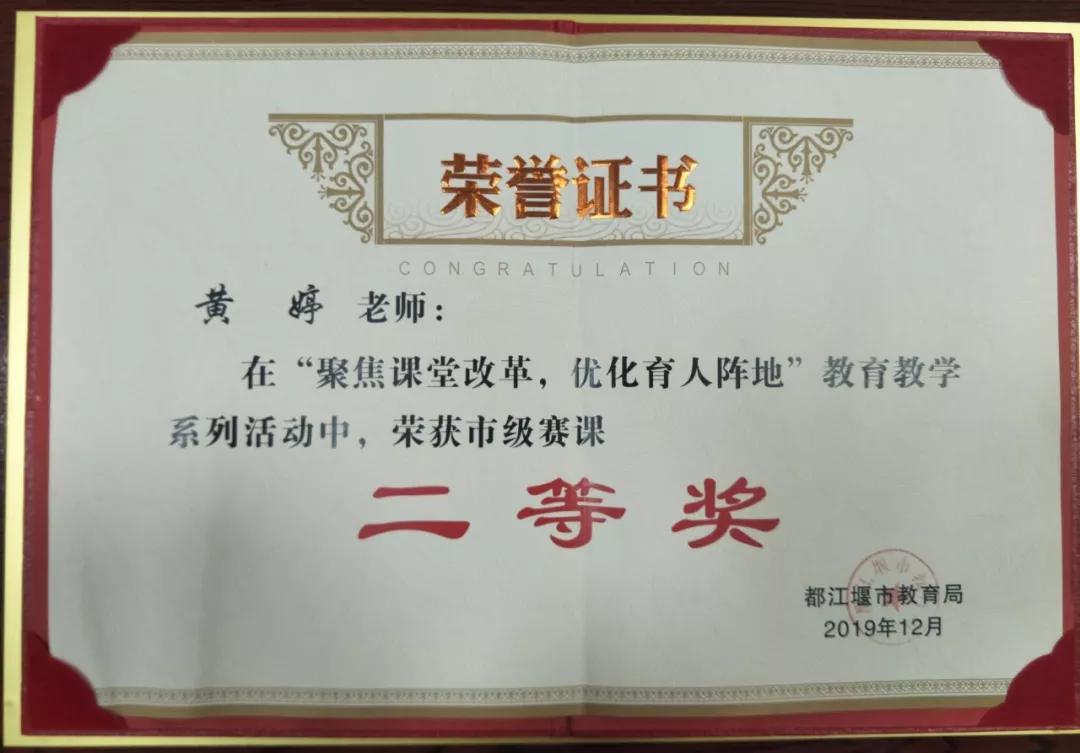 荣誉证书
CONGRATULATION
黄 婷 老师：
在“聚焦课堂改革，优化育人阵地”教育教学
系列活动中，荣获市级赛课
二等奖
都江堰市教育局
2019年12月